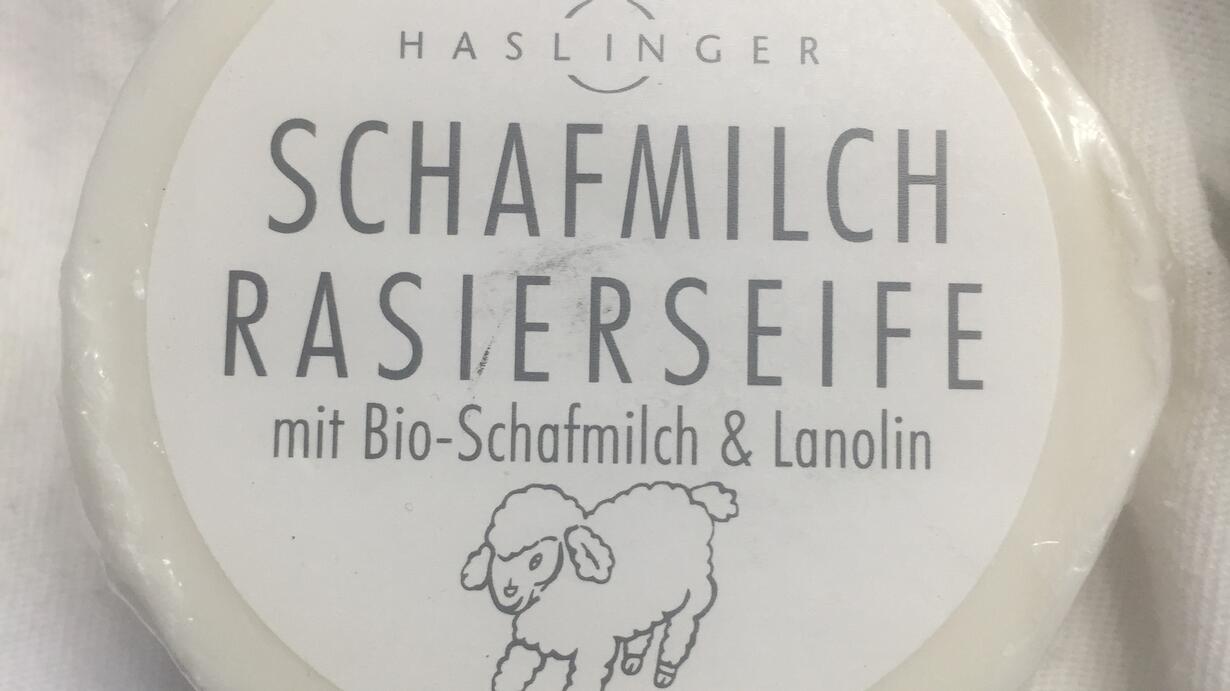 HASLINGER
SCHAFMILCH
RASIERSEIFE
mit Bio-Schafmilch & Lanolin